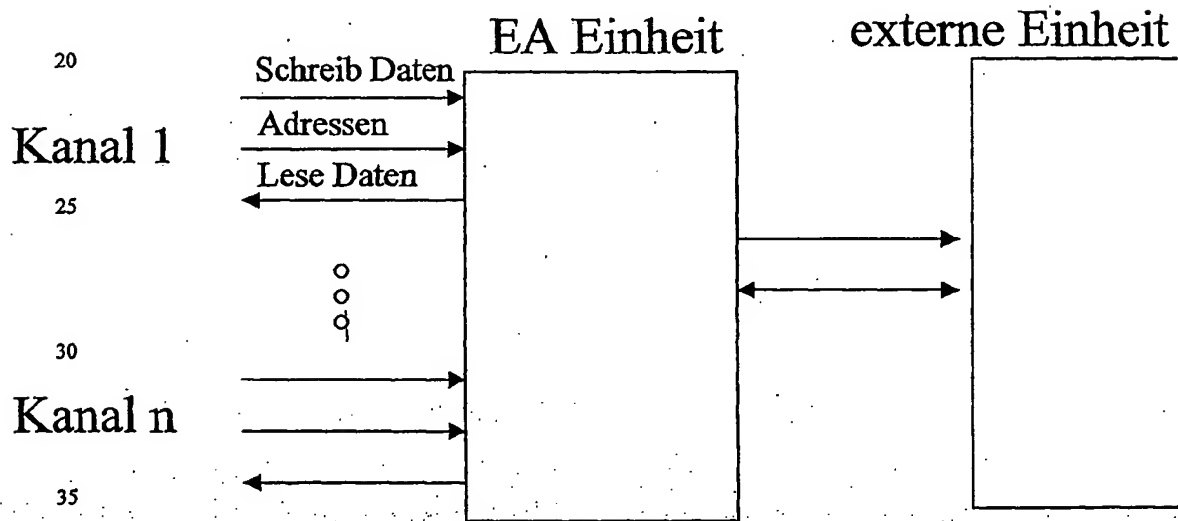 EA Einheit
externe Einheit
20
Schreib Daten
Adressen
Kanal 1
Lese Daten
25
30
Kanal n
35